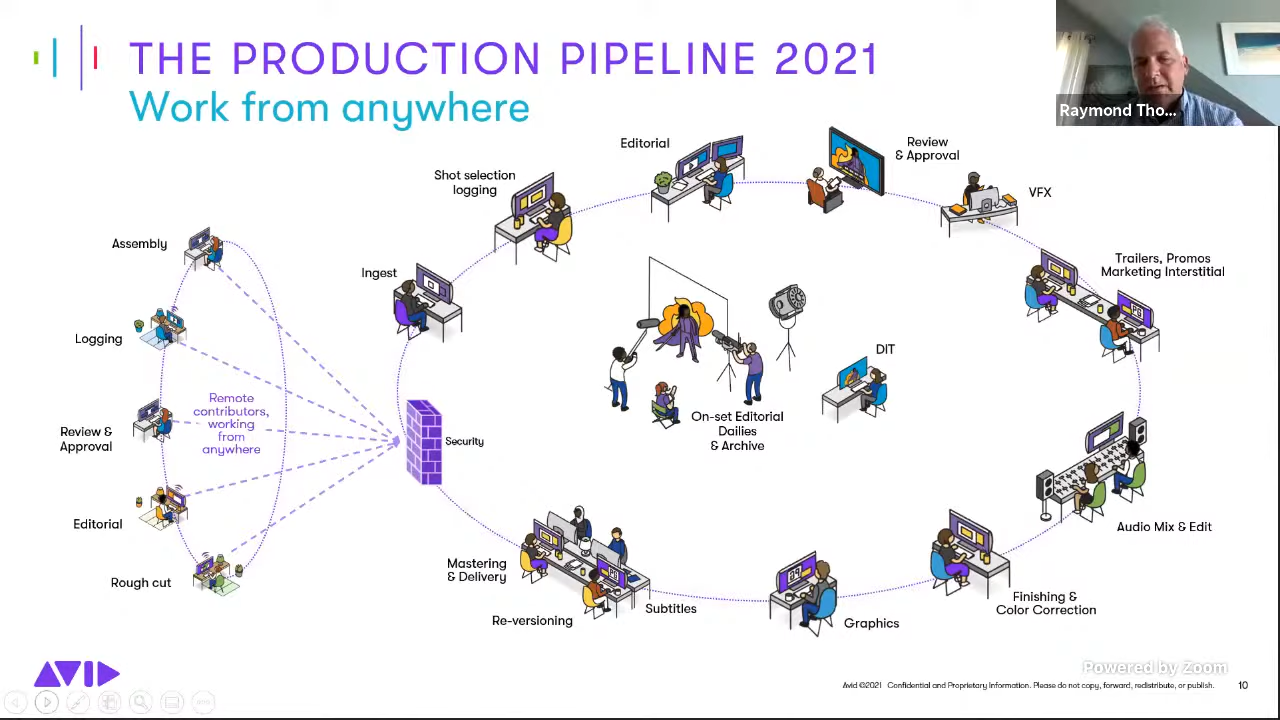 THE PRODUCTION PIPELINE 2021
Work from anywhere
Raymond Tho...
Editorial
Review
& Approval
Shot selection
logging
VFX
Assembly
Ingest
Trailers, Promos
Marketing Interstitial
Logging
DIT
Remote
contributors,
working
from
anywhere
Review &
Approval
On-set Editorial
Dailies
& Archive
Security
Editorial
Audio Mix & Edit
Mastering
& Delivery
Rough cut
Finishing &
Color Correction
Subtitles
Re-versioning
Graphics
AVID
Powered by Zoom
Avid ©2021 Confidential and Proprietary Information. Please do not copy, forward, redistribute, or publish.
10